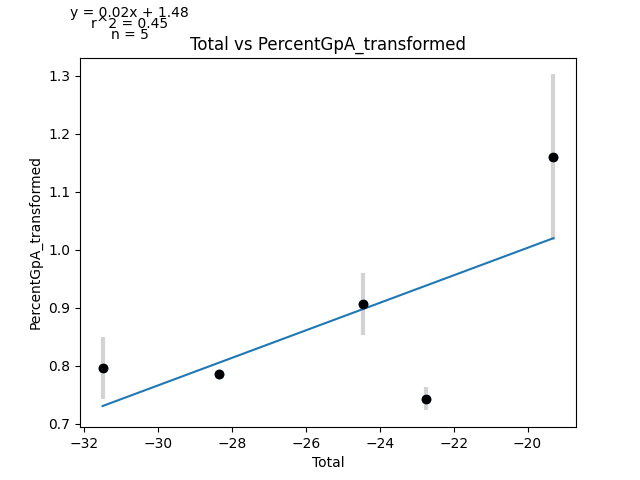 y = 0.02x + 1.48
r^2 = 0.45
n = 5
Total vs PercentGpA_transformed
PercentGpA_transformed
1.3
1.2
1.1
1.0
0.9
0.8
0.7
−32
−30
−28
−26
−24
−22
−20
Total